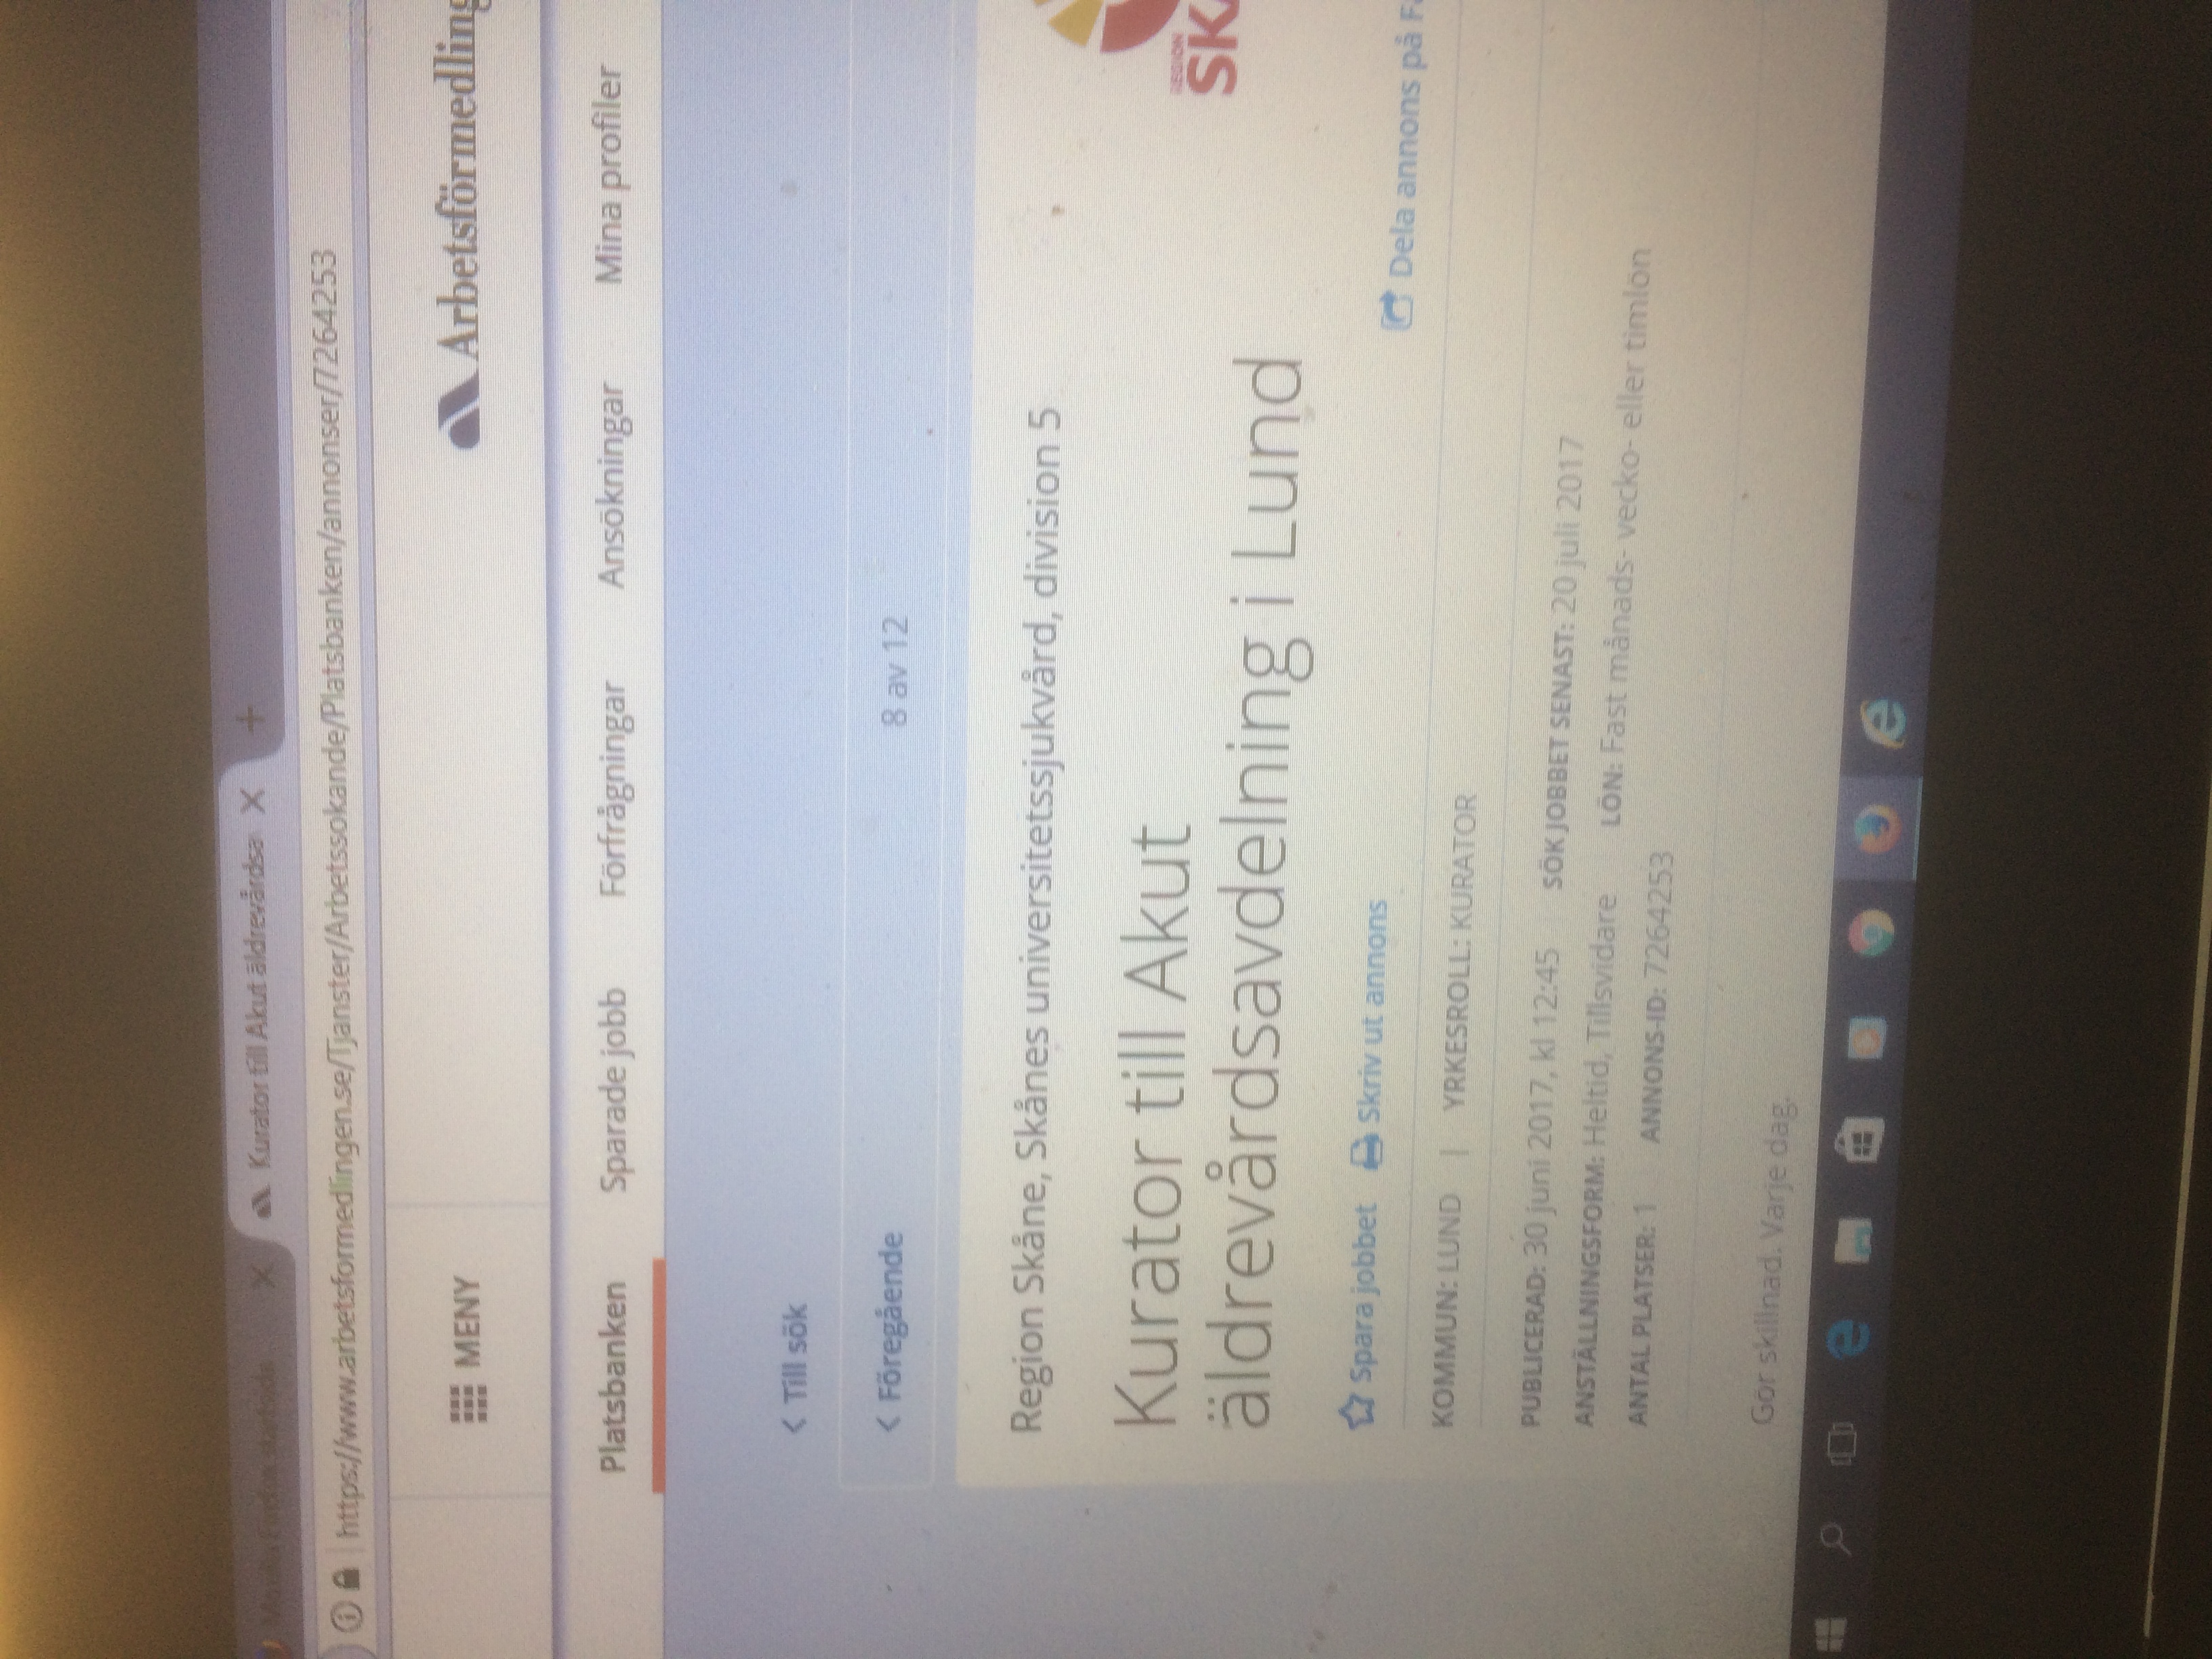 Kurator till Akut äldrevårdsa
https://www.arbetsformedlingen.se/Tjanster/Arbetssokande/Platsbanken/annonser/7264253
MENY
Arbetsförmedling
Platsbanken Sparade jobb Förfrågningar Ansökningar Mina profiler
< Till sök
< Föregående 8 av 12
Region Skåne, Skånes universitetssjukvård, division 5
REGION
SKÅ
Kurator till Akut
äldrevårdsavdelning i Lund
Spara jobbet Skriv ut annons Dela annons på Fa
KOMMUN: LUND | YRKESROLL: KURATOR
PUBLICERAD: 30 juni 2017, kl 12:45 SÖK JOBBET SENAST: 20 juli 2017
ANSTÄLLNINGSFORM: Heltid, Tillsvidare LÖN: Fast månads- vecko- eller timlön
ANTAL PLATSER: 1 ANNONS-ID: 7264253
Gör skillnad. Varje dag.